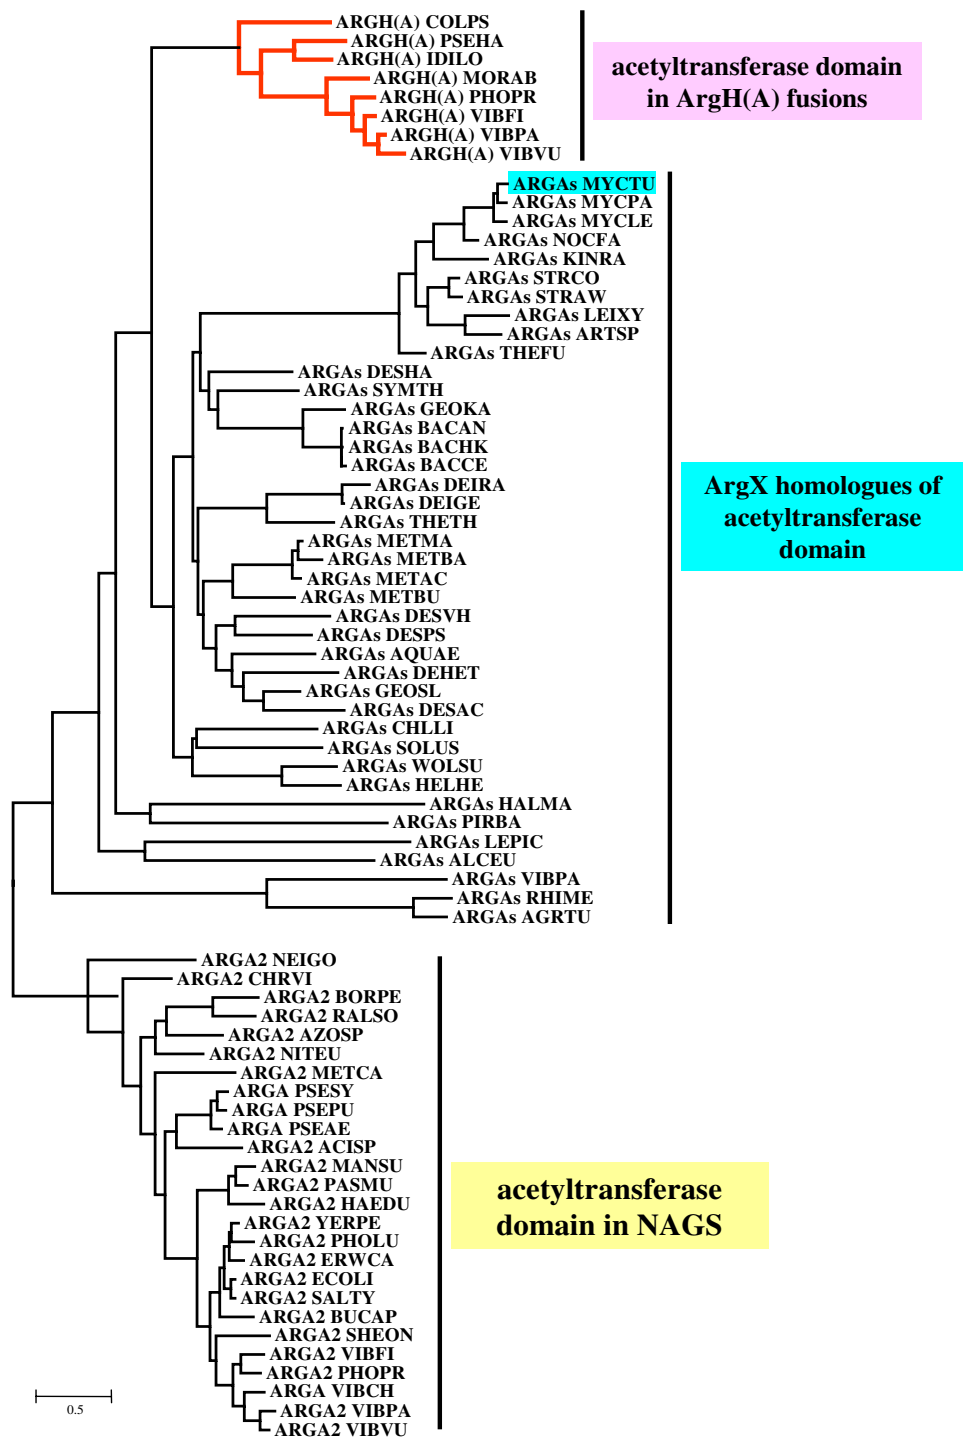 ARGH(A) COLPS
ARGH(A) PSEHA
ARGH(A) IDILO
ARGH(A) MORAB
ARGH(A) PHOPR
ARGH(A) VIBFI
ARGH(A) VIBPA
ARGH(A) VIBVU
acetyltransferase domain
in ArgH(A) fusions
ARGAs MYCTU
ARGAs MYCPA
ARGAs MYCLE
ARGAs NOCFA
ARGAs KINRA
ARGAs STRCO
ARGAs STRAW
ARGAs LEIXY
ARGAs ARTSP
ARGAs THEFU
ARGAs DESHA
ARGAs SYMTH
ARGAs GEOKA
ARGAs BACAN
ARGAs BACHK
ARGAs BACCE
ARGAs DEIRA
ARGAs DEIGE
ARGAs THETH
ARGAs METMA
ARGAs METBA
ARGAs METAC
ARGAs METBU
ARGAs DESVH
ARGAs DESPS
ARGAs AQUAE
ARGAs DEHET
ARGAs GEOSL
ARGAs DESAC
ARGAs CHLLI
ARGAs SOLUS
ARGAs WOLSU
ARGAs HELHE
ARGAs HALMA
ARGAs PIRBA
ARGAs LEPIC
ARGAs ALCEU
ARGAs VIBPA
ARGAs RHIME
ARGAs AGRTU
ArgX homologues of
acetyltransferase
domain
ARGA2 NEIGO
ARGA2 CHRVI
ARGA2 BORPE
ARGA2 RALSO
ARGA2 AZOSP
ARGA2 NITEU
ARGA2 METCA
ARGA PSESY
ARGA PSEPU
ARGA PSEAE
ARGA2 ACISP
ARGA2 MANSU
ARGA2 PASMU
ARGA2 HAEDU
ARGA2 YERPE
ARGA2 PHOLU
ARGA2 ERWCA
ARGA2 ECOLI
ARGA2 SALTY
ARGA2 BUCAP
ARGA2 SHEON
ARGA2 VIBFI
ARGA2 PHOPR
ARGA VIBCH
ARGA2 VIBPA
ARGA2 VIBVU
acetyltransferase
domain in NAGS
0.5